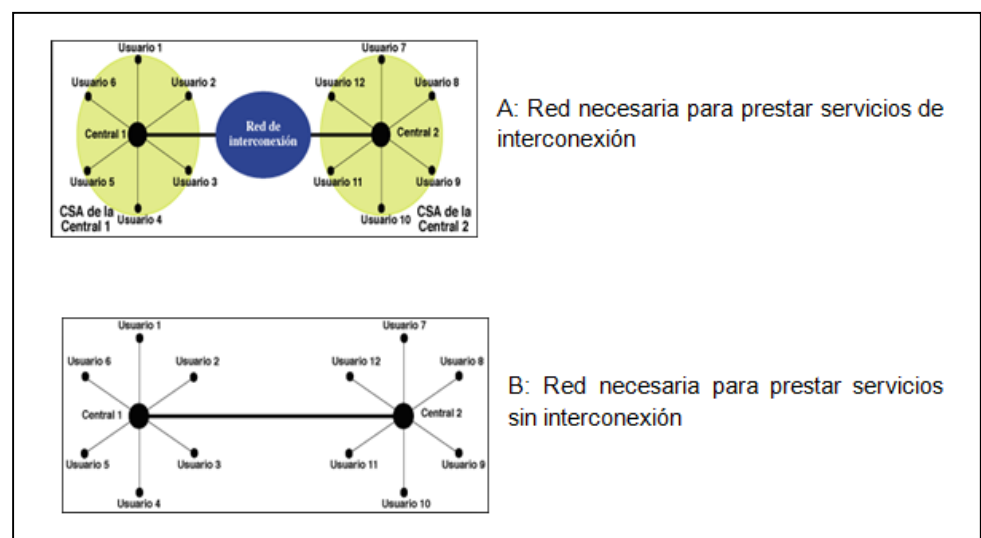 Usuario 1
Usuario 7
Usuario 6
Usuario 2
Usuario 12
Usuario 8
Central 1
Red de
interconexión
Central 2
Usuario 5
Usuario 3
Usuario 11
Usuario 9
CSA de la
Central 1
Usuario 4
Usuario 10
CSA de la
Central 2
A: Red necesaria para prestar servicios de
interconexión
Usuario 1
Usuario 7
Usuario 6
Usuario 2
Usuario 12
Usuario 8
Central 1
Central 2
Usuario 5
Usuario 3
Usuario 11
Usuario 9
Usuario 4
Usuario 10
B: Red necesaria para prestar servicios
sin interconexión